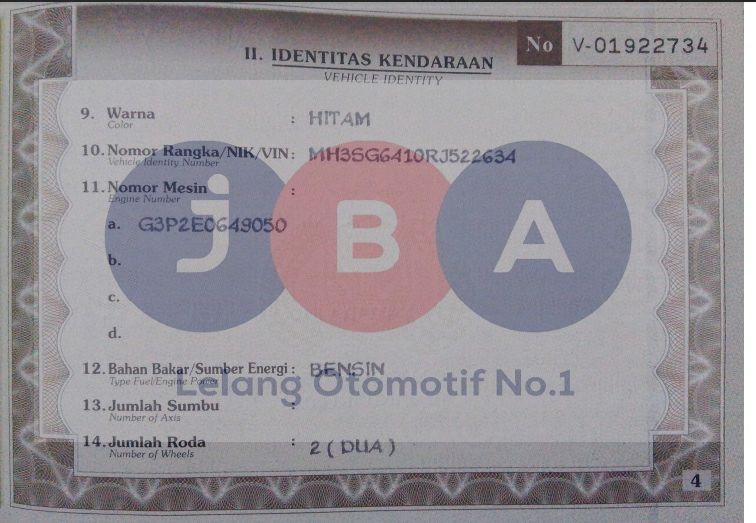 No V-01922734
II. IDENTITAS KENDARAAN
VEHICLE IDENTITY
9. Warna : HITAM
Color
10. Nomor Rangka/NIK/VIN : MH3SG6410RJ522634
Vehicle Identity Number
11. Nomor Mesin :
Engine Number
a. G3P2E0649050
b.
c.
d.
jBA
12. Bahan Bakar/Sumber Energi : BENSIN
Type Fuel/Engine Power
Lelang Otomotif No.1
13. Jumlah Sumbu :
Number of Axis
14. Jumlah Roda : 2 ( DUA )
Number of Wheels
4